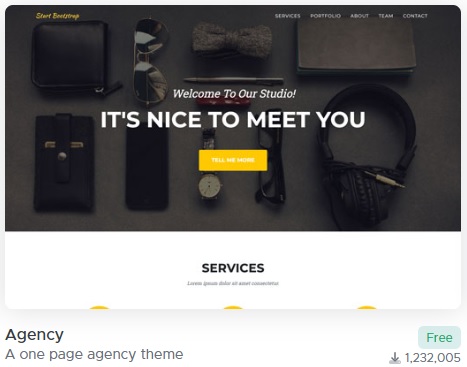 Start Bootstrap
SERVICES PORTFOLIO ABOUT TEAM CONTACT
Welcome To Our Studio!
IT'S NICE TO MEET YOU
TELL ME MORE
SERVICES
Lorem ipsum dolor sit amet consectetur.
Agency
Free
A one page agency theme
1,232,005